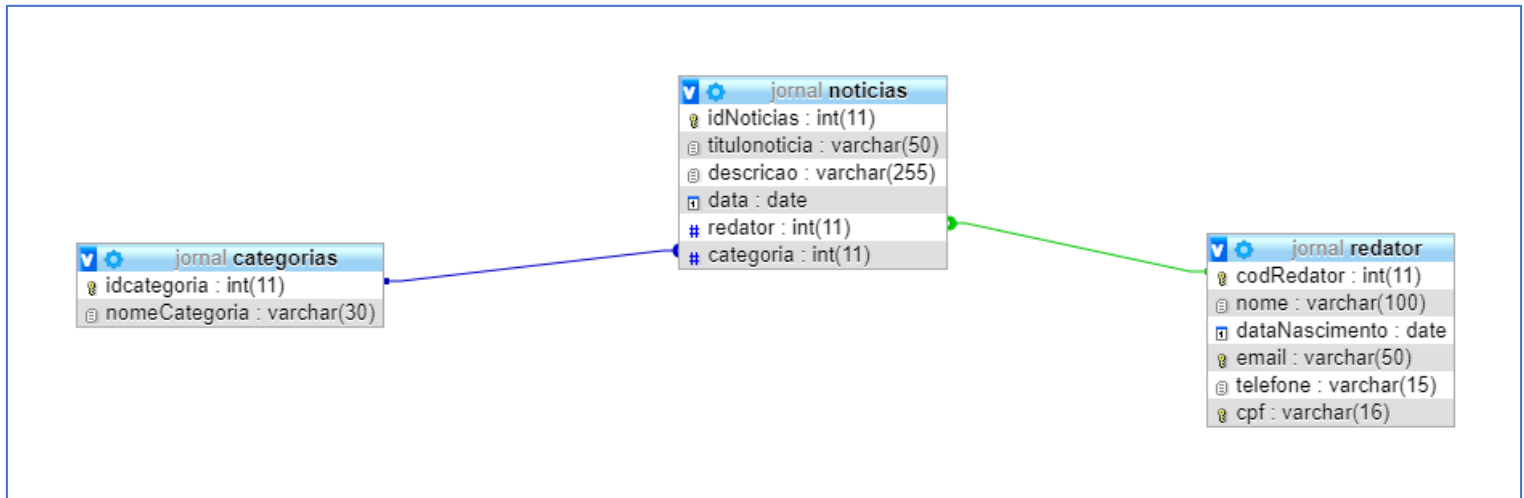 jornal categorias
idcategoria : int(11)
nomeCategoria : varchar(30)
jornal noticias
idNoticias : int(11)
titulonoticia : varchar(50)
descricao : varchar(255)
data : date
redator : int(11)
categoria : int(11)
jornal redator
codRedator : int(11)
nome : varchar(100)
dataNascimento : date
email : varchar(50)
telefone : varchar(15)
cpf : varchar(16)